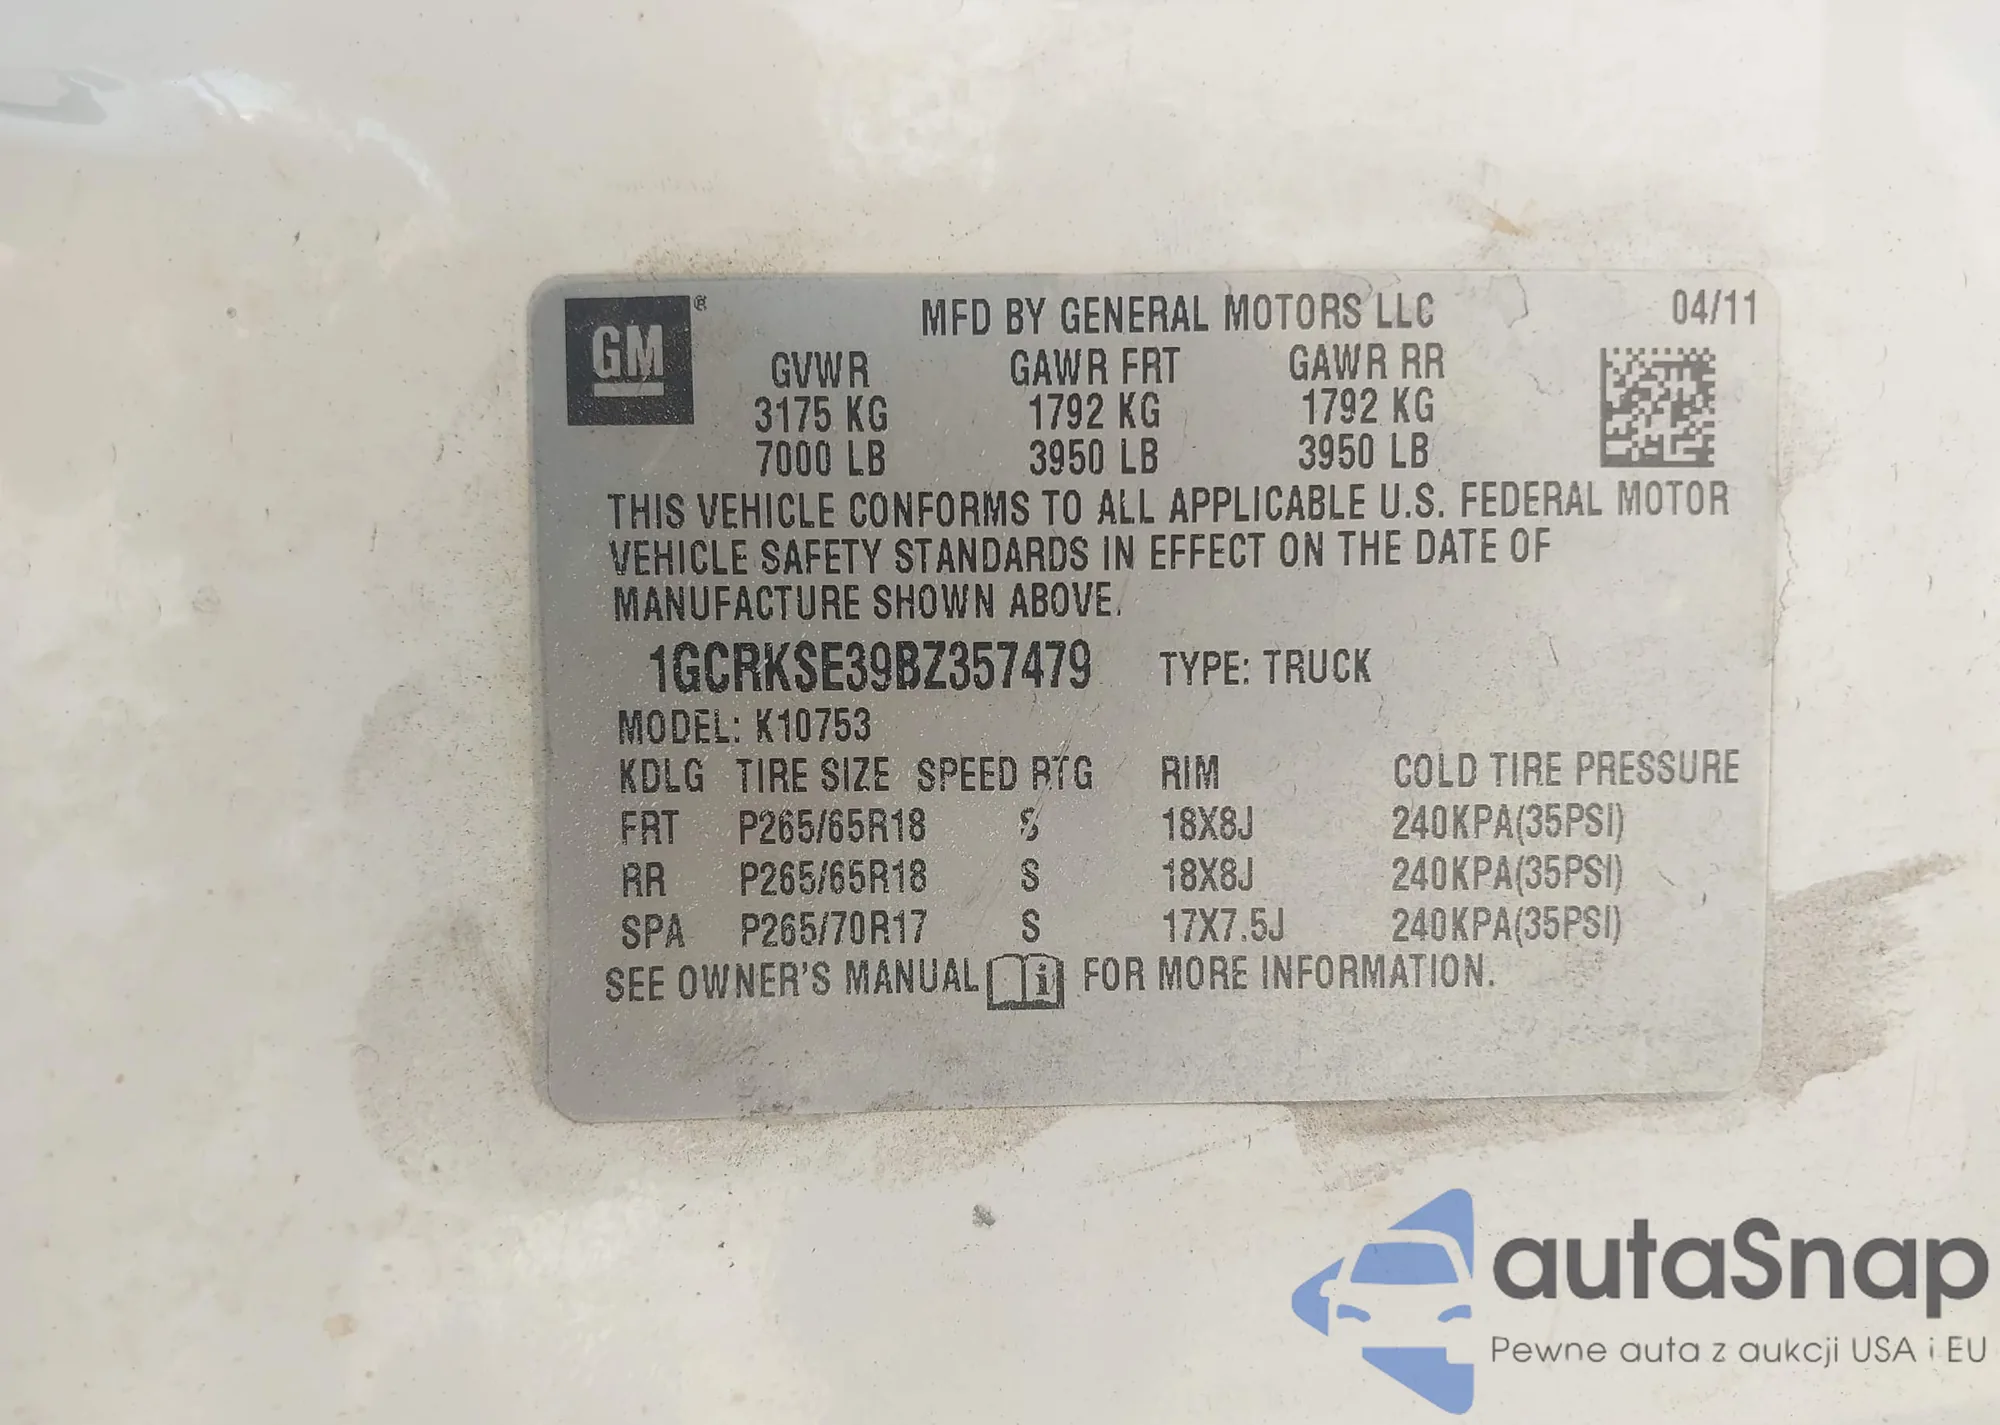 GM ® MFD BY GENERAL MOTORS LLC 04/11
GVWR GAWR FRT GAWR RR
3175 KG 1792 KG 1792 KG
7000 LB 3950 LB 3950 LB
THIS VEHICLE CONFORMS TO ALL APPLICABLE U.S. FEDERAL MOTOR
VEHICLE SAFETY STANDARDS IN EFFECT ON THE DATE OF
MANUFACTURE SHOWN ABOVE.
1GCRKSE39BZ357479 TYPE: TRUCK
MODEL: K10753
KDLG TIRE SIZE SPEED RTG RIM COLD TIRE PRESSURE
FRT P265/65R18 S 18X8J 240KPA(35PSI)
RR P265/65R18 S 18X8J 240KPA(35PSI)
SPA P265/70R17 S 17X7.5J 240KPA(35PSI)
SEE OWNER'S MANUAL i FOR MORE INFORMATION.
autaSnap
Pewne auta z aukcji USA i EU